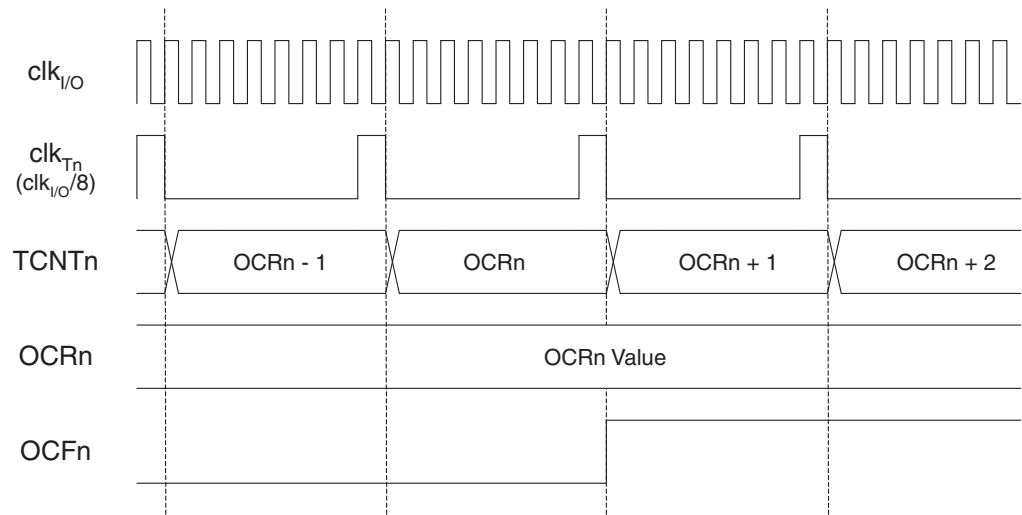 clkI/O
clkTn
(clkI/O/8)
TCNTn
OCRn - 1
OCRn
OCRn + 1
OCRn + 2
OCRn
OCRn Value
OCFn